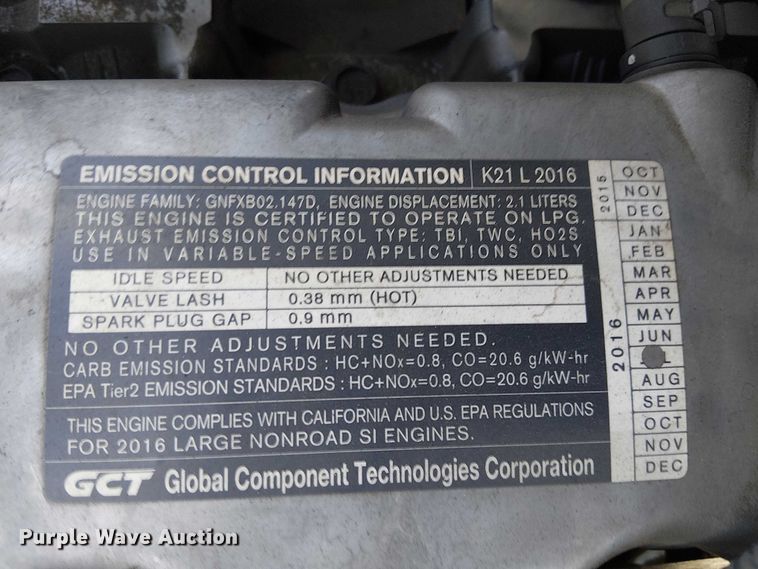 EMISSION CONTROL INFORMATION K21 L 2016
ENGINE FAMILY: GNFXB02.147D, ENGINE DISPLACEMENT: 2.1 LITERS
THIS ENGINE IS CERTIFIED TO OPERATE ON LPG.
EXHAUST EMISSION CONTROL TYPE: TBI, TWC, HO2S
USE IN VARIABLE-SPEED APPLICATIONS ONLY
IDLE SPEED NO OTHER ADJUSTMENTS NEEDED
VALVE LASH 0.38 mm (HOT)
SPARK PLUG GAP 0.9 mm
NO OTHER ADJUSTMENTS NEEDED.
CARB EMISSION STANDARDS : HC+NOx=0.8, CO=20.6 g/kW-hr
EPA Tier2 EMISSION STANDARDS : HC+NOx=0.8, CO=20.6 g/kW-hr
THIS ENGINE COMPLIES WITH CALIFORNIA AND U.S. EPA REGULATIONS
FOR 2016 LARGE NONROAD SI ENGINES.
GCT Global Component Technologies Corporation
2015
OCT
NOV
DEC
2016
JAN
FEB
MAR
APR
MAY
JUN
AUG
SEP
OCT
NOV
DEC
Purple Wave Auction